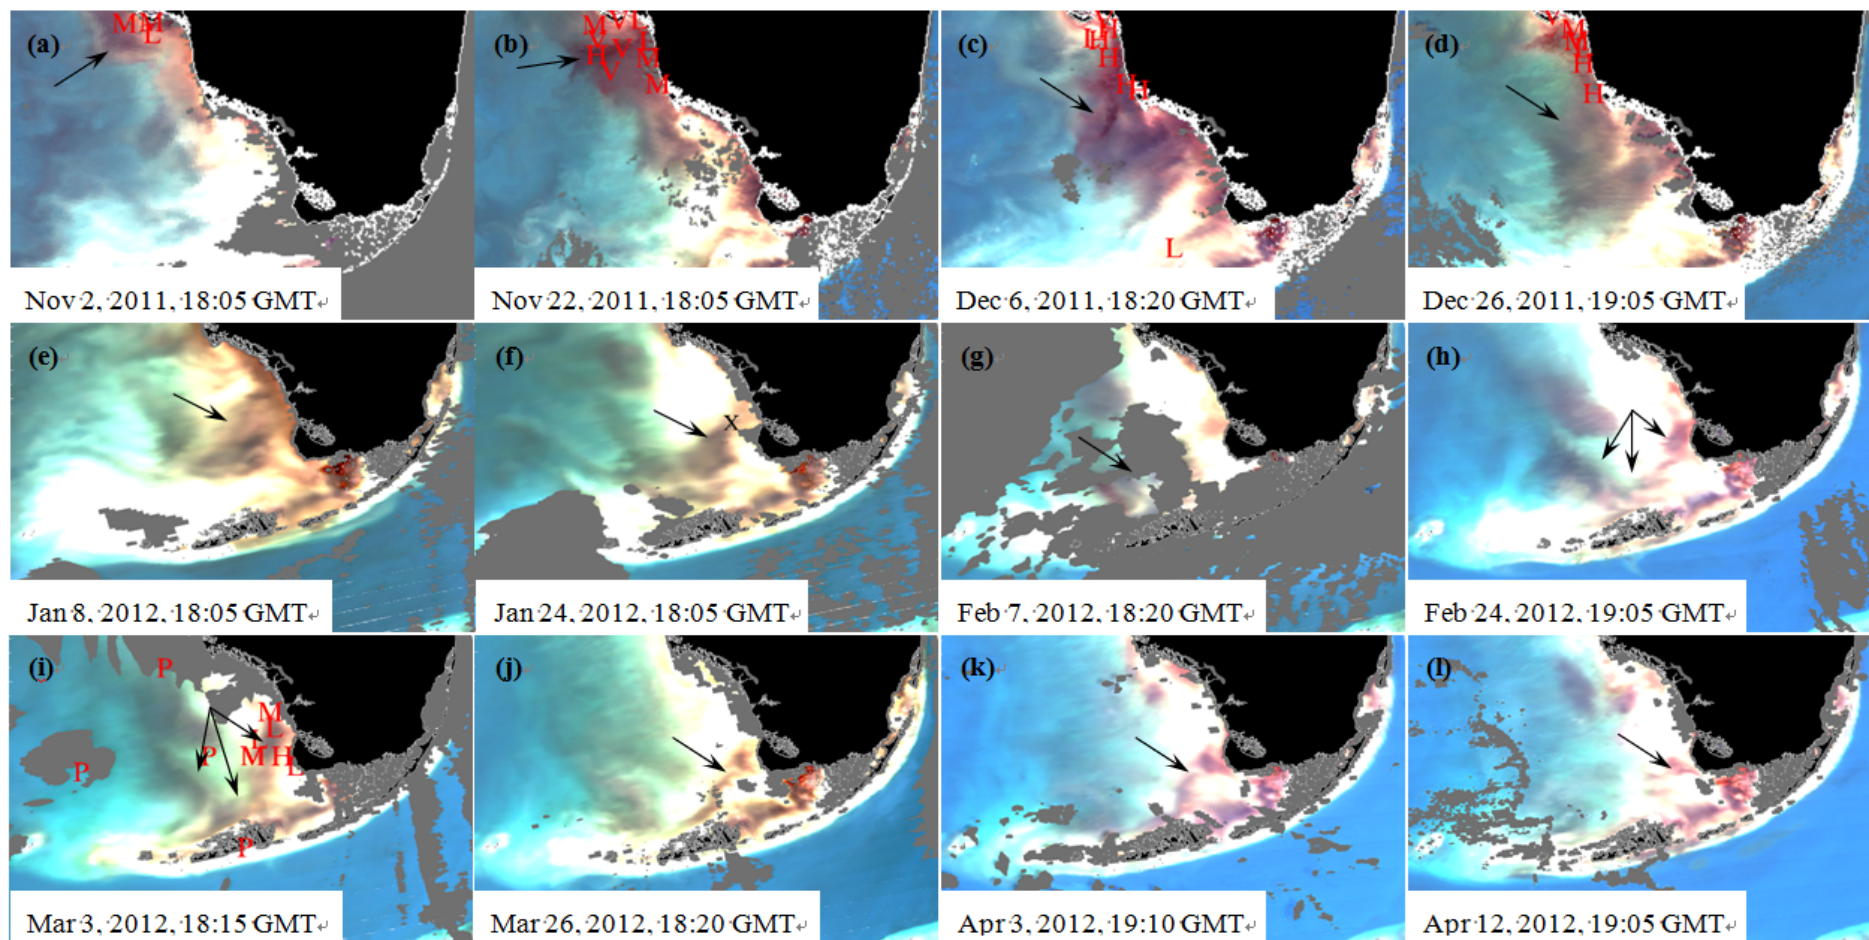 (a) M M L
(b) M V L H V L V M M
(c) V H L H H H H L
(d) V M M H H
Nov 2, 2011, 18:05 GMT
Nov 22, 2011, 18:05 GMT
Dec 6, 2011, 18:20 GMT
Dec 26, 2011, 19:05 GMT
(e)
(f) X
(g)
(h)
Jan 8, 2012, 18:05 GMT
Jan 24, 2012, 18:05 GMT
Feb 7, 2012, 18:20 GMT
Feb 24, 2012, 19:05 GMT
(i) P M L P M H L P P
(j)
(k)
(l)
Mar 3, 2012, 18:15 GMT
Mar 26, 2012, 18:20 GMT
Apr 3, 2012, 19:10 GMT
Apr 12, 2012, 19:05 GMT